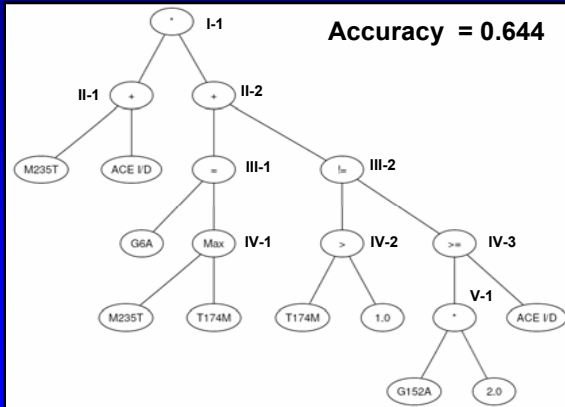 * I-1 Accuracy = 0.644
II-1 + + II-2
M235T ACE I/D = III-1 != III-2
G6A Max IV-1 > IV-2 >= IV-3
V-1
M235T T174M T174M 1.0 * ACE I/D
G152A 2.0